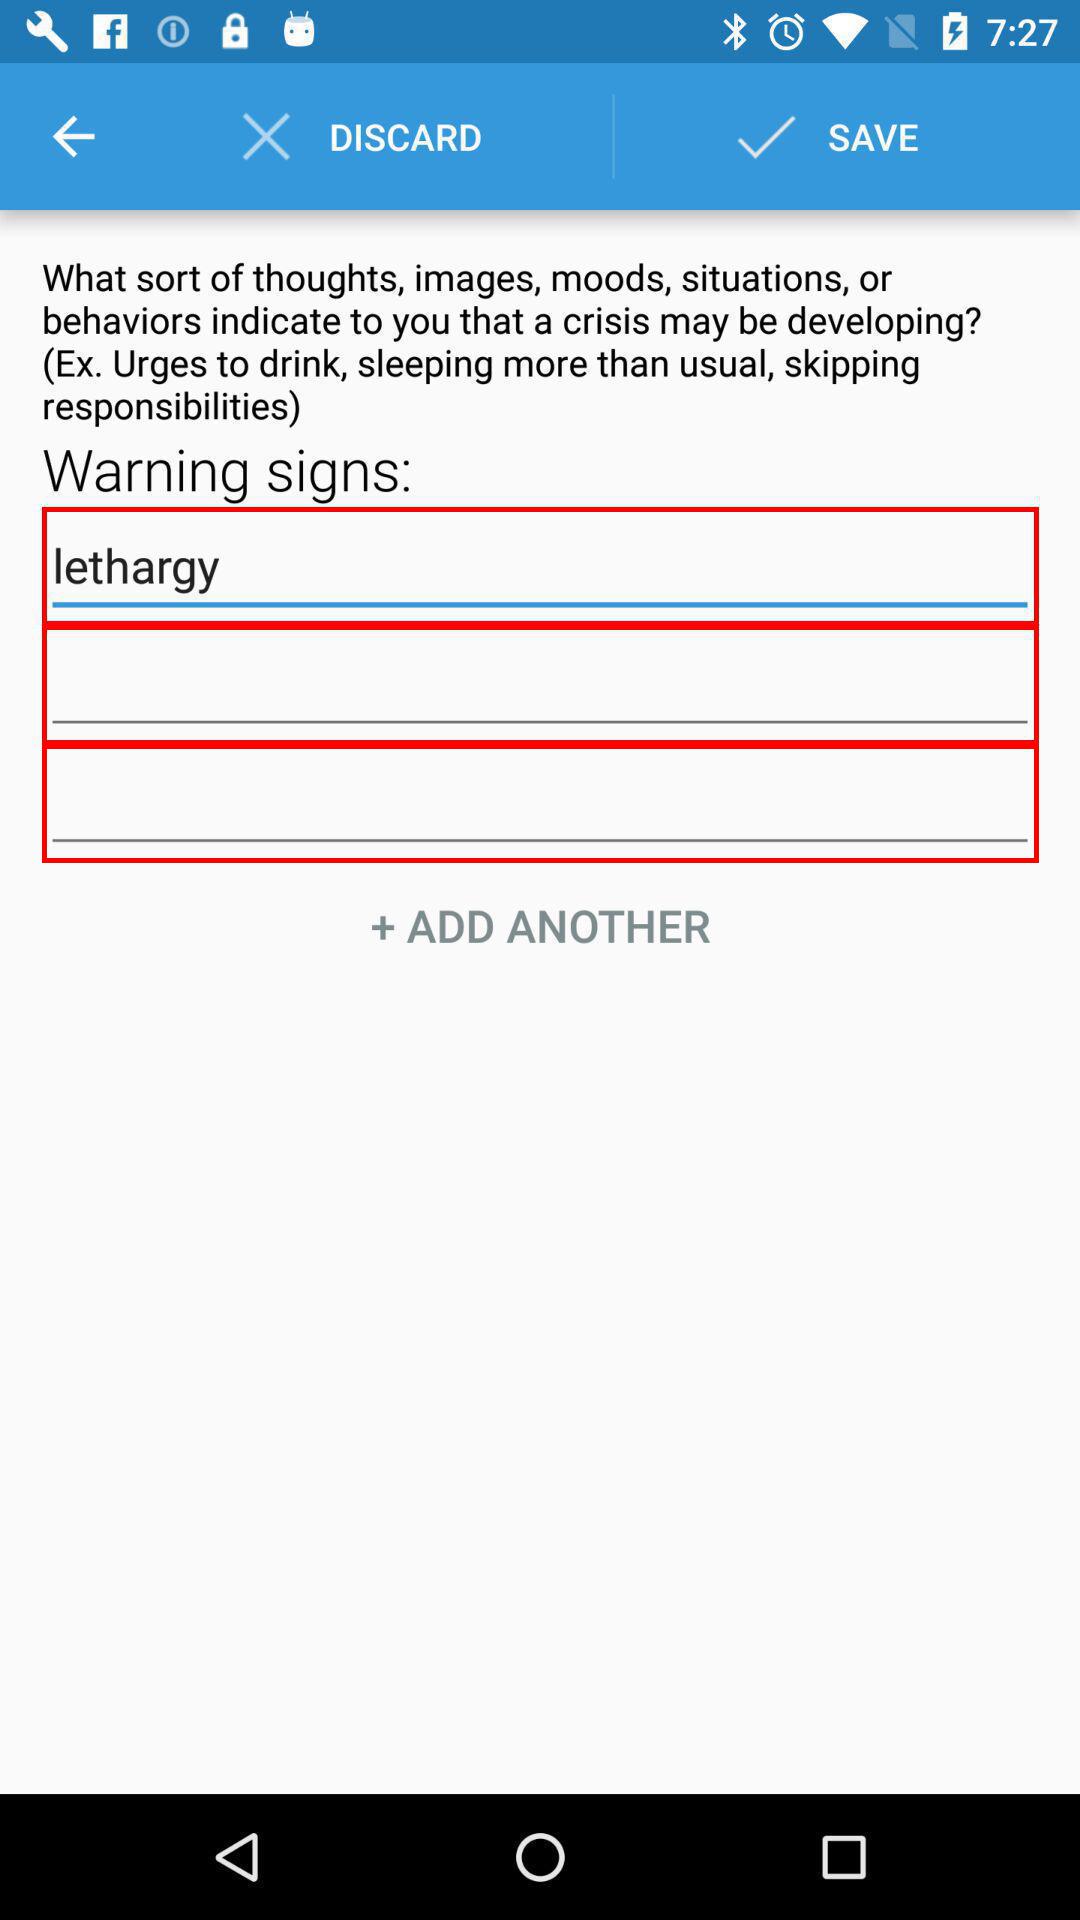 7:27
DISCARD
SAVE
What sort of thoughts, images, moods, situations, or
behaviors indicate to you that a crisis may be developing?
(Ex. Urges to drink, sleeping more than usual, skipping
responsibilities)
Warning signs:
lethargy
+ ADD ANOTHER